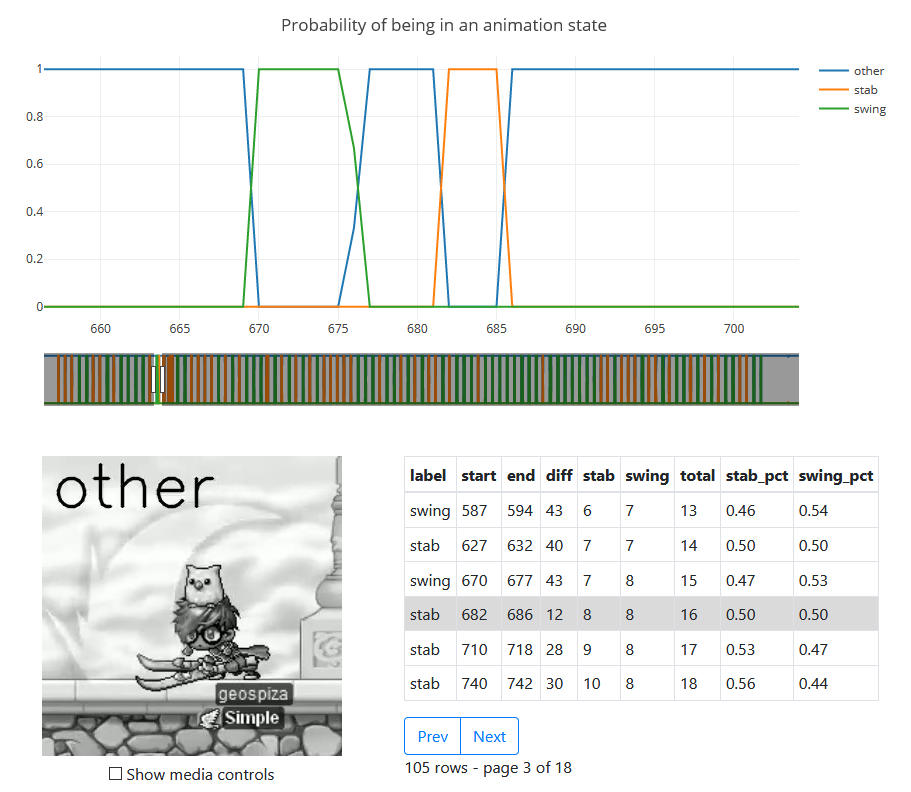 Probability of being in an animation state
1
0.8
0.6
0.4
0.2
0
660 665 670 675 680 685 690 695 700
other
stab
swing
other
geospiza
Simple
Show media controls
label start end diff stab swing total stab_pct swing_pct
swing 587 594 43 6 7 13 0.46 0.54
stab 627 632 40 7 7 14 0.50 0.50
swing 670 677 43 7 8 15 0.47 0.53
stab 682 686 12 8 8 16 0.50 0.50
stab 710 718 28 9 8 17 0.53 0.47
stab 740 742 30 10 8 18 0.56 0.44
Prev Next
105 rows - page 3 of 18